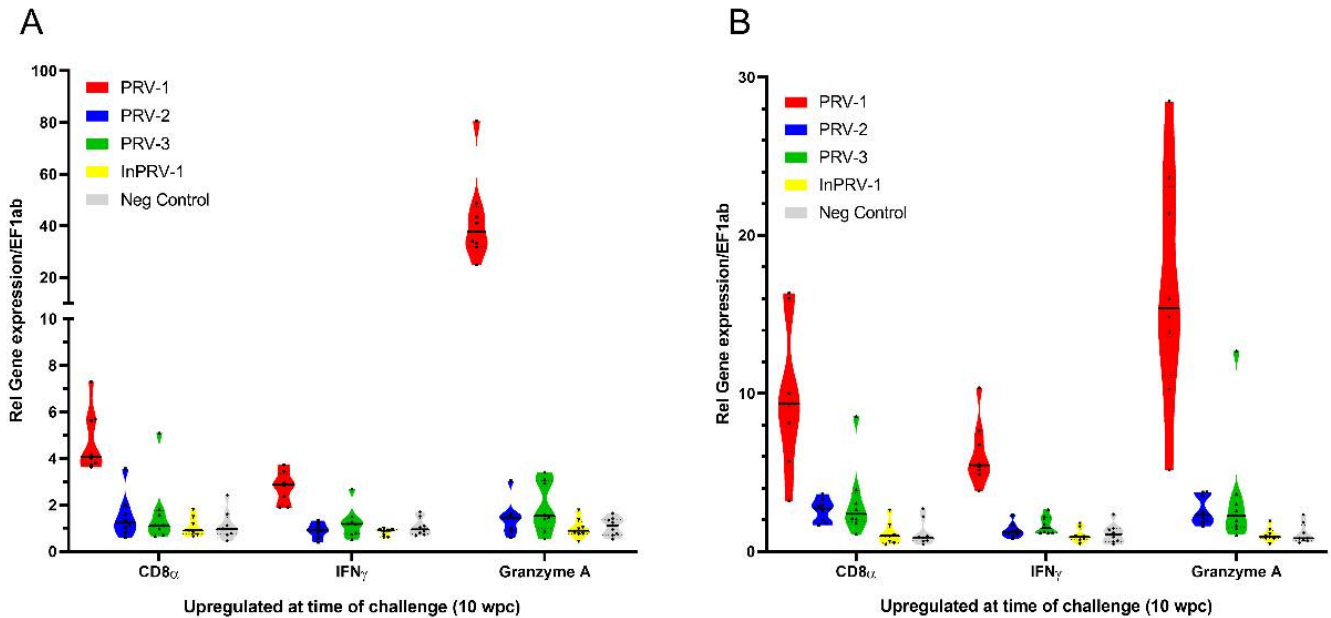 A
Rel Gene expression/EF1ab
100
80
60
40
20
10
8
6
4
2
0
PRV-1
PRV-2
PRV-3
InPRV-1
Neg Control
CD8α
IFNγ
Granzyme A
Upregulated at time of challenge (10 wpc)
B
Rel Gene expression/EF1ab
30
20
10
0
PRV-1
PRV-2
PRV-3
InPRV-1
Neg Control
CD8α
IFNγ
Granzyme A
Upregulated at time of challenge (10 wpc)